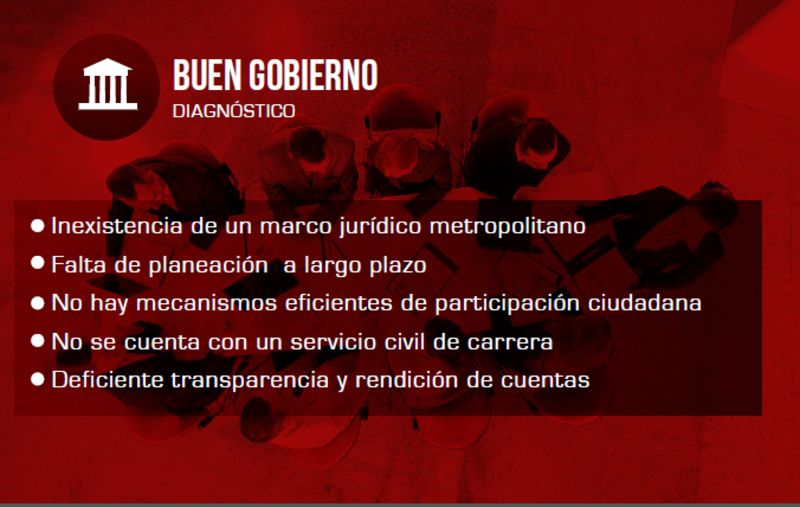 BUEN GOBIERNO
DIAGNÓSTICO
● Inexistencia de un marco jurídico metropolitano
● Falta de planeación  a largo plazo
● No hay mecanismos eficientes de participación ciudadana
● No se cuenta con un servicio civil de carrera
● Deficiente transparencia y rendición de cuentas